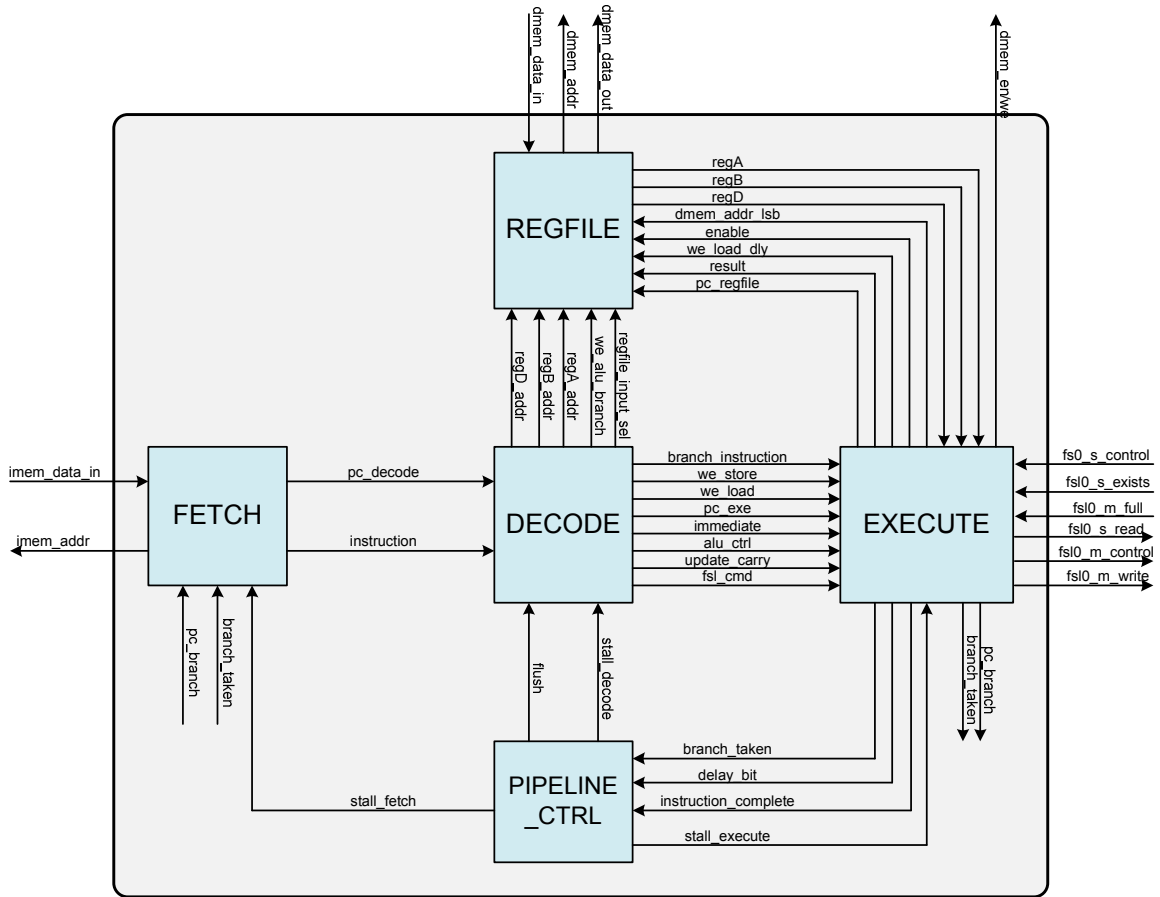 dmem_data_in
dmem_addr
dmem_data_out
dmem_en/we
REGFILE
regA
regB
regD
dmem_addr_lsb
enable
we_load_dly
result
pc_regfile
regD_addr
regB_addr
regA_addr
we_alu_branch
regfile_input_sel
imem_data_in
imem_addr
FETCH
pc_decode
instruction
DECODE
branch_instruction
we_store
we_load
pc_exe
immediate
alu_ctrl
update_carry
fsl_cmd
EXECUTE
fs0_s_control
fsl0_s_exists
fsl0_m_full
fsl0_s_read
fsl0_m_control
fsl0_m_write
pc_branch
branch_taken
flush
stall_decode
branch_taken
pc_branch
stall_fetch
PIPELINE
_CTRL
branch_taken
delay_bit
instruction_complete
stall_execute